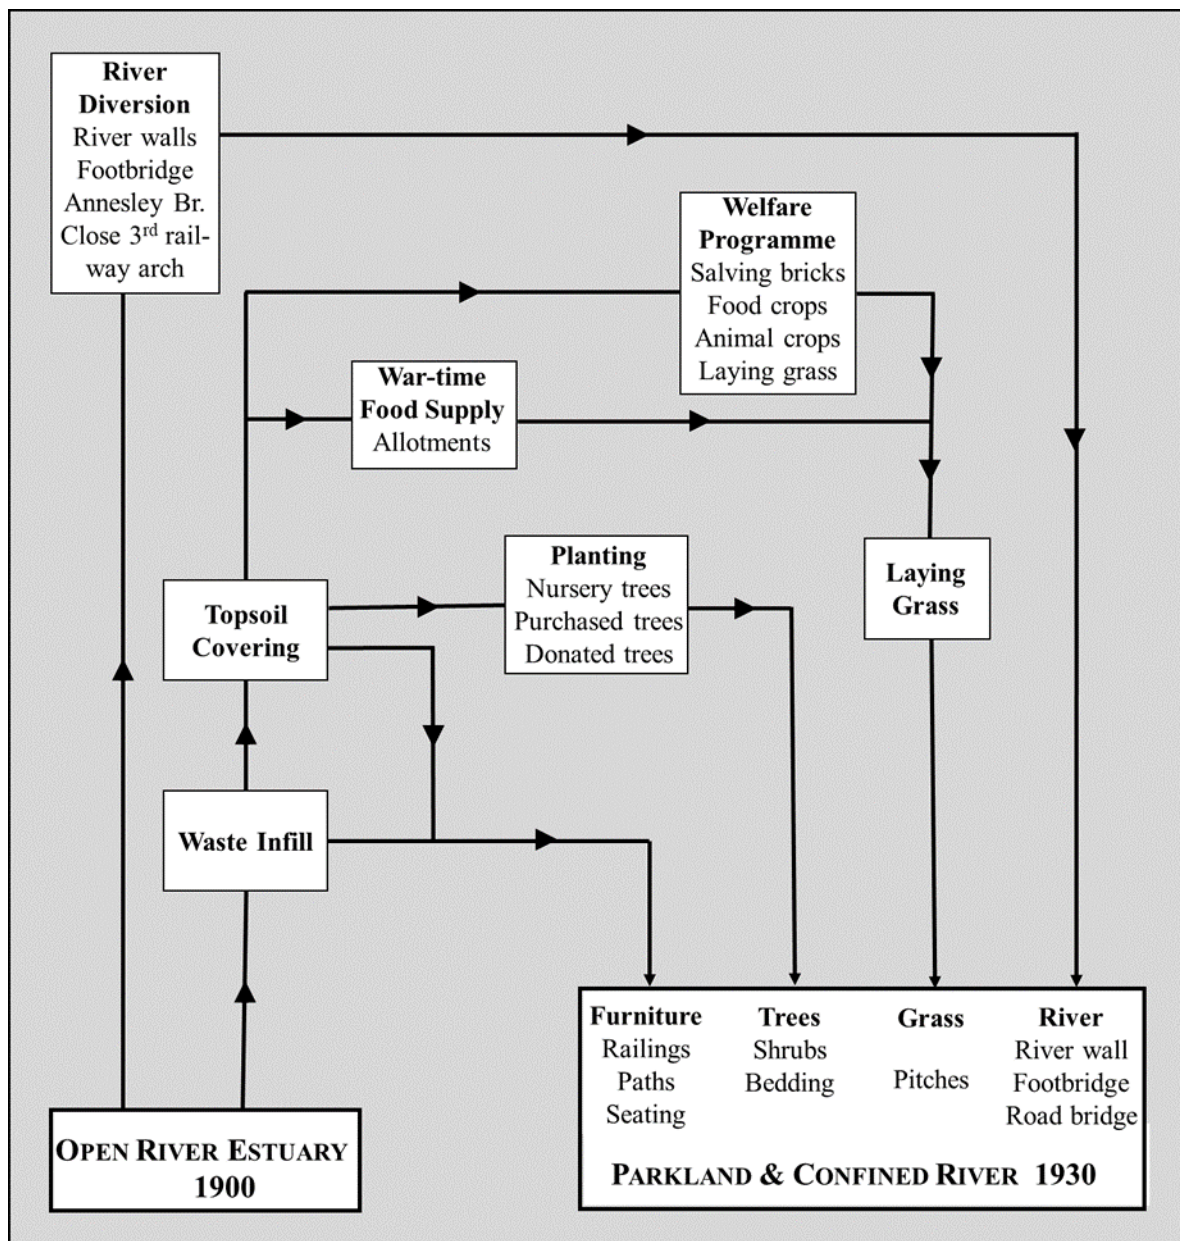 River
Diversion
River walls
Footbridge
Annesley Br.
Close 3rd rail-
way arch
Welfare
Programme
Salving bricks
Food crops
Animal crops
Laying grass
War-time
Food Supply
Allotments
Planting
Nursery trees
Purchased trees
Donated trees
Laying
Grass
Topsoil
Covering
Waste Infill
OPEN RIVER ESTUARY
1900
Furniture
Railings
Paths
Seating
Trees
Shrubs
Bedding
Grass
Pitches
River
River wall
Footbridge
Road bridge
PARKLAND & CONFINED RIVER 1930